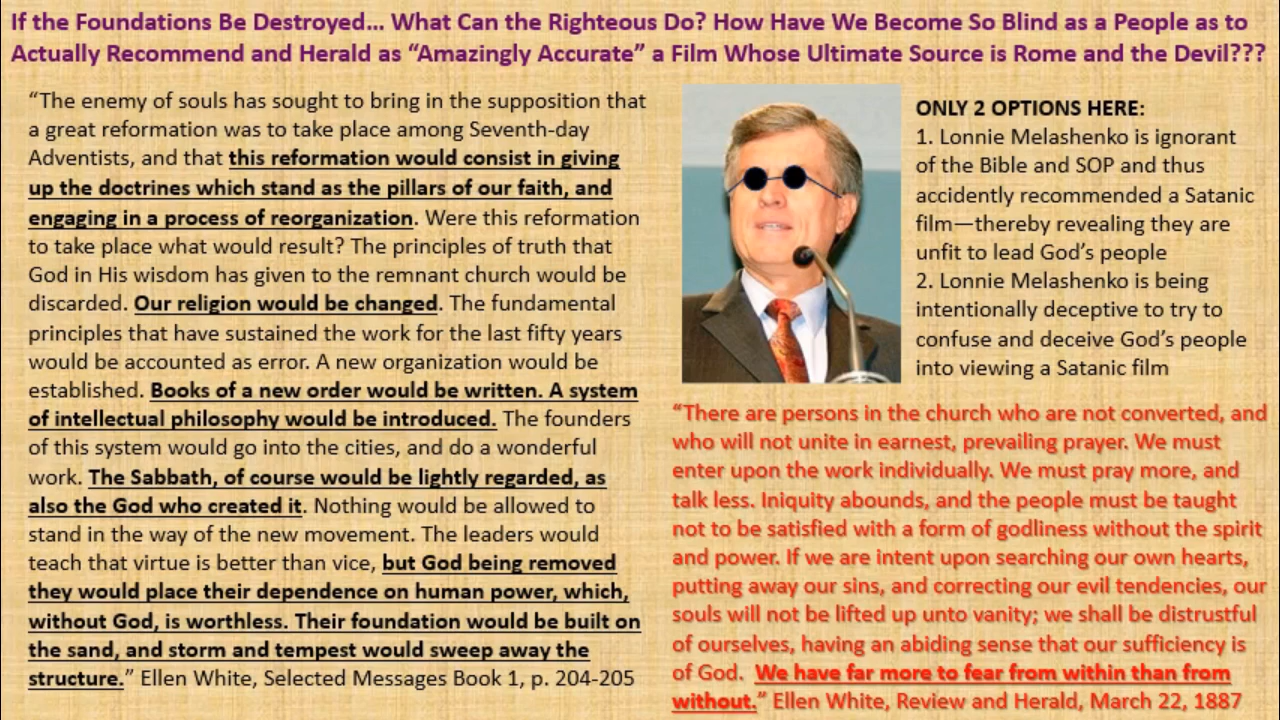 If the Foundations Be Destroyed... What Can the Righteous Do? How Have We Become So Blind as a People as to
Actually Recommend and Herald as “Amazingly Accurate” a Film Whose Ultimate Source is Rome and the Devil???
“The enemy of souls has sought to bring in the supposition that
a great reformation was to take place among Seventh-day
Adventists, and that this reformation would consist in giving
up the doctrines which stand as the pillars of our faith, and
engaging in a process of reorganization. Were this reformation
to take place what would result? The principles of truth that
God in His wisdom has given to the remnant church would be
discarded. Our religion would be changed. The fundamental
principles that have sustained the work for the last fifty years
would be accounted as error. A new organization would be
established. Books of a new order would be written. A system
of intellectual philosophy would be introduced. The founders
of this system would go into the cities, and do a wonderful
work. The Sabbath, of course would be lightly regarded, as
also the God who created it. Nothing would be allowed to
stand in the way of the new movement. The leaders would
teach that virtue is better than vice, but God being removed
they would place their dependence on human power, which,
without God, is worthless. Their foundation would be built on
the sand, and storm and tempest would sweep away the
structure.” Ellen White, Selected Messages Book 1, p. 204-205
ONLY 2 OPTIONS HERE:
1. Lonnie Melashenko is ignorant
of the Bible and SOP and thus
accidently recommended a Satanic
film—thereby revealing they are
unfit to lead God’s people
2. Lonnie Melashenko is being
intentionally deceptive to try to
confuse and deceive God’s people
into viewing a Satanic film
“There are persons in the church who are not converted, and
who will not unite in earnest, prevailing prayer. We must
enter upon the work individually. We must pray more, and
talk less. Iniquity abounds, and the people must be taught
not to be satisfied with a form of godliness without the spirit
and power. If we are intent upon searching our own hearts,
putting away our sins, and correcting our evil tendencies, our
souls will not be lifted up unto vanity; we shall be distrustful
of ourselves, having an abiding sense that our sufficiency is
of God. We have far more to fear from within than from
without.” Ellen White, Review and Herald, March 22, 1887